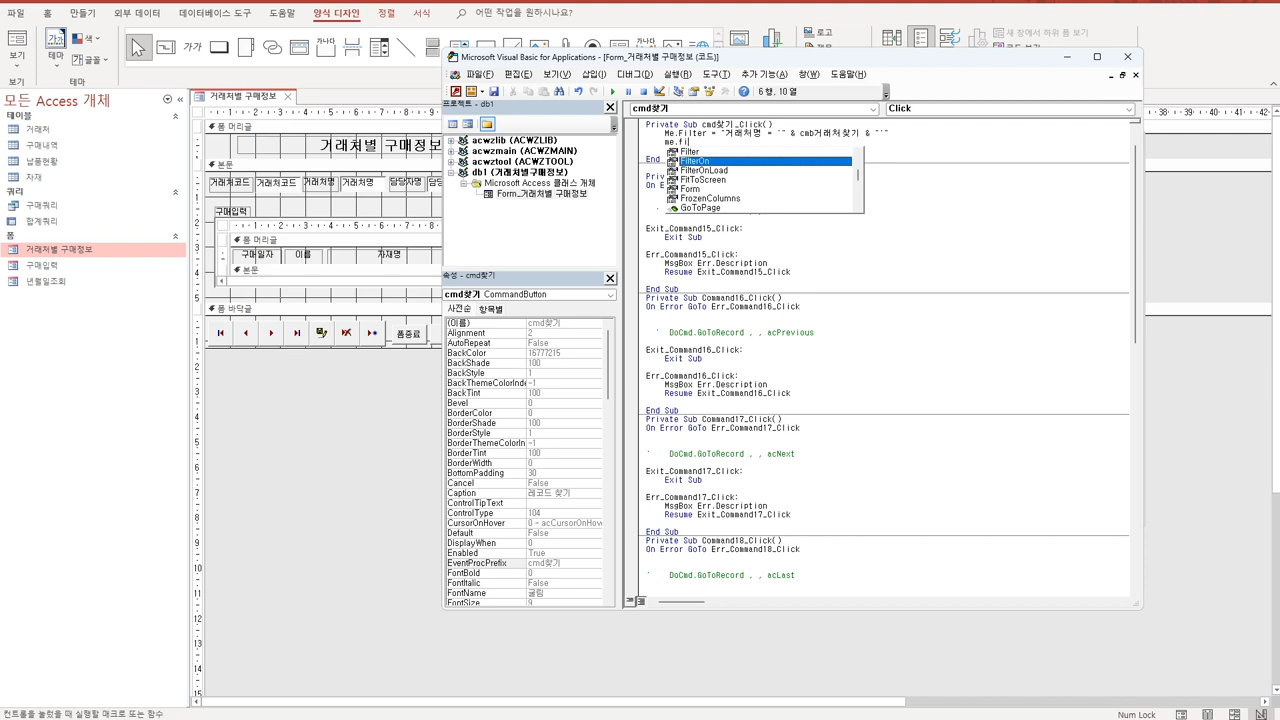 파일 홈 만들기 외부 데이터 데이터베이스 도구 도움말 양식 디자인 정렬 서식 어떤 작업을 원하시나요?
보기
보기
테마
색
글꼴
테마
가나다
로고
새 창에서 하위 폼 보기
모든 Access 개체
테이블
거래처
구매내역
납품현황
자재
쿼리
구매쿼리
합계쿼리
폼
거래처별 구매정보
구매입력
년월일조회
거래처별 구매정보
폼 머리글
거래처별 구매정보
본문
거래처코드 거래처코드 거래처명 거래처명 담당자명
구매입력
폼 머리글
구매일자 이름 자재명
본문
폼 바닥글
폼종료
Microsoft Visual Basic for Applications - [Form_거래처별 구매정보 (코드)]
파일(F) 편집(E) 보기(V) 삽입(I) 디버그(D) 실행(R) 도구(T) 추가 기능(A) 창(W) 도움말(H)
6 행, 10 열
프로젝트 - db1
acwzlib (ACWZLIB)
acwzmain (ACWZMAIN)
acwztool (ACWZTOOL)
db1 (거래처별구매정보)
Microsoft Access 클래스 개체
Form_거래처별 구매정보
속성 - cmd찾기
cmd찾기 CommandButton
사전순 항목별
(이름) cmd찾기
Alignment 2
AutoRepeat False
BackColor 16777215
BackShade 100
BackStyle 1
BackThemeColorInde -1
BackTint 100
Bevel 0
BorderColor 0
BorderShade 100
BorderStyle 1
BorderThemeColorIn -1
BorderTint 100
BorderWidth 0
BottomPadding 30
Cancel False
Caption 레코드 찾기
ControlTipText
ControlType 104
CursorOnHover 0 - acCursorOnHove
Default False
DisplayWhen 0
Enabled True
EventProcPrefix cmd찾기
FontBold 0
FontItalic False
FontName 굴림
FontSize 9
cmd찾기 Click
Private Sub cmd찾기_Click()
Me.Filter = "거래처명 = '" & cmb거래처찾기 & "'"
me.fi
Filter
FilterOn
FilterOnLoad
FitToScreen
Form
FrozenColumns
GoToPage
End
Priv
On E
Exit_Command15_Click:
Exit Sub
Err_Command15_Click:
MsgBox Err.Description
Resume Exit_Command15_Click
End Sub
Private Sub Command16_Click()
On Error GoTo Err_Command16_Click
' DoCmd.GoToRecord , , acPrevious
Exit_Command16_Click:
Exit Sub
Err_Command16_Click:
MsgBox Err.Description
Resume Exit_Command16_Click
End Sub
Private Sub Command17_Click()
On Error GoTo Err_Command17_Click
' DoCmd.GoToRecord , , acNext
Exit_Command17_Click:
Exit Sub
Err_Command17_Click:
MsgBox Err.Description
Resume Exit_Command17_Click
End Sub
Private Sub Command18_Click()
On Error GoTo Err_Command18_Click
' DoCmd.GoToRecord , , acLast
컨트롤을 눌렀을 때 실행할 매크로 또는 함수
Num Lock